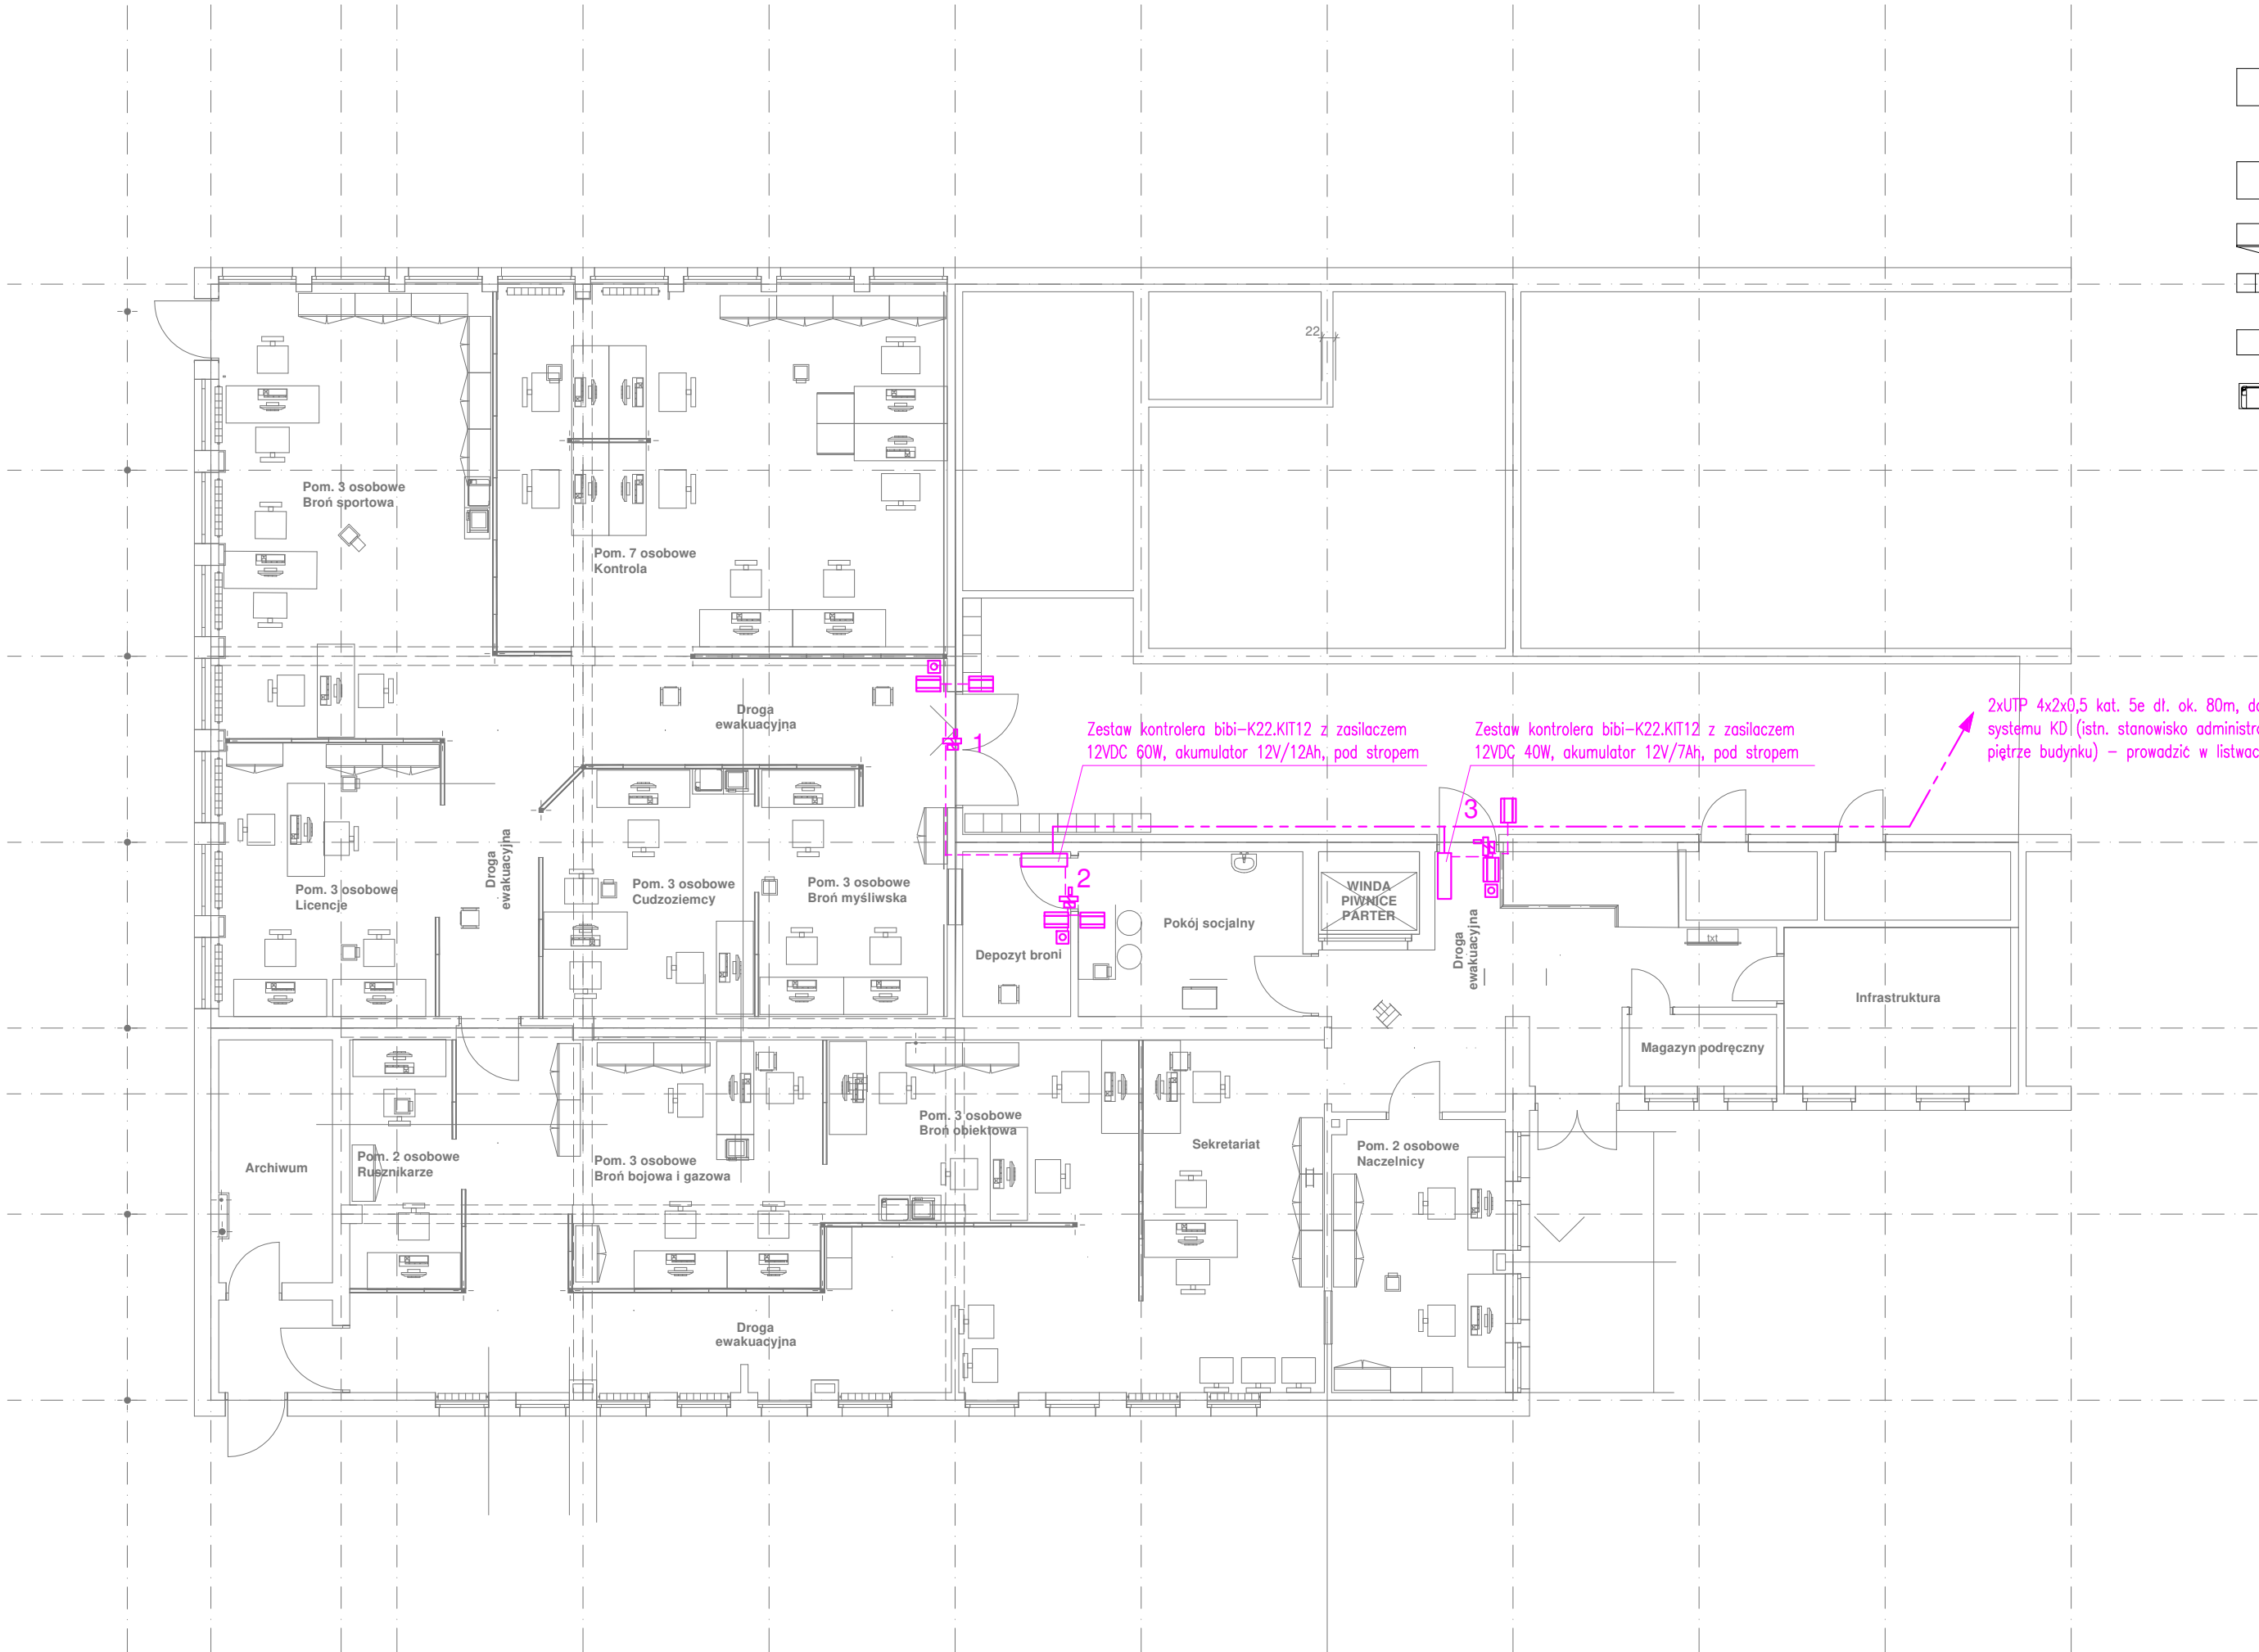 22
Pom. 3 osobowe
Broń sportowa
Pom. 7 osobowe
Kontrola
Droga
ewakuacyjna
1
Zestaw kontrolera bibi-K22.KIT12 z zasilaczem
12VDC 60W, akumulator 12V/12Ah, pod stropem
Zestaw kontrolera bibi-K22.KIT12 z zasilaczem
12VDC 40W, akumulator 12V/7Ah, pod stropem
2xUTP 4x2x0,5 kat. 5e dł. ok. 80m, do
systemu KD (istn. stanowisko administra
piętrze budynku) – prowadzić w listwac
3
Droga
ewakuacyjna
Pom. 3 osobowe
Licencje
Pom. 3 osobowe
Cudzoziemcy
Pom. 3 osobowe
Broń myśliwska
2
WINDA
PIWNICE
PARTER
Pokój socjalny
Depozyt broni
Droga
ewakuacyjna
txt
Infrastruktura
Magazyn podręczny
Pom. 3 osobowe
Broń obiektowa
Sekretariat
Pom. 2 osobowe
Naczelnicy
Archiwum
Pom. 2 osobowe
Rusznikarze
Pom. 3 osobowe
Broń bojowa i gazowa
Droga
ewakuacyjna